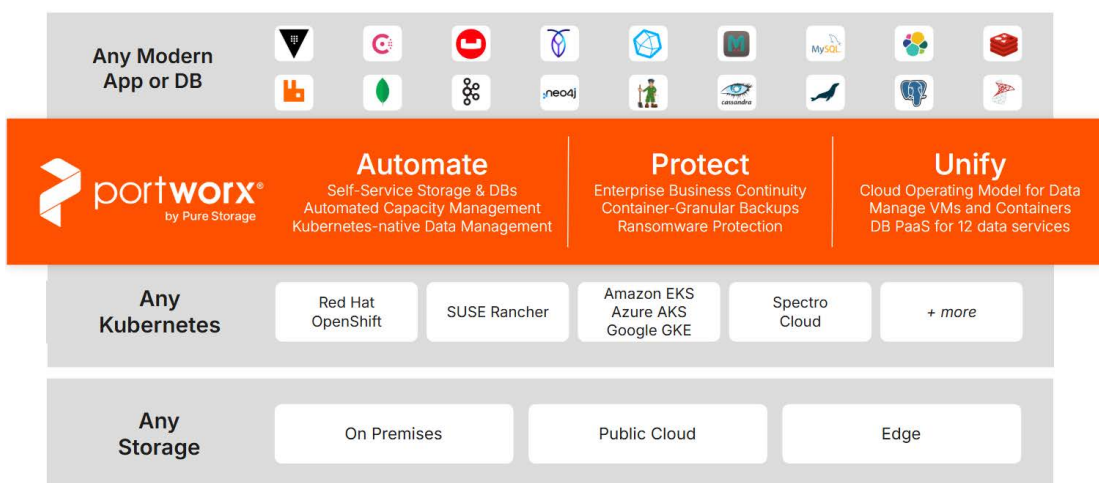 Any Modern
App or DB
MySQL
neo4j
cassandra
portworx®
by Pure Storage
Automate
Self-Service Storage & DBs
Automated Capacity Management
Kubernetes-native Data Management
Protect
Enterprise Business Continuity
Container-Granular Backups
Ransomware Protection
Unify
Cloud Operating Model for Data
Manage VMs and Containers
DB PaaS for 12 data services
Any
Kubernetes
Red Hat
OpenShift
SUSE Rancher
Amazon EKS
Azure AKS
Google GKE
Spectro
Cloud
+ more
Any
Storage
On Premises
Public Cloud
Edge